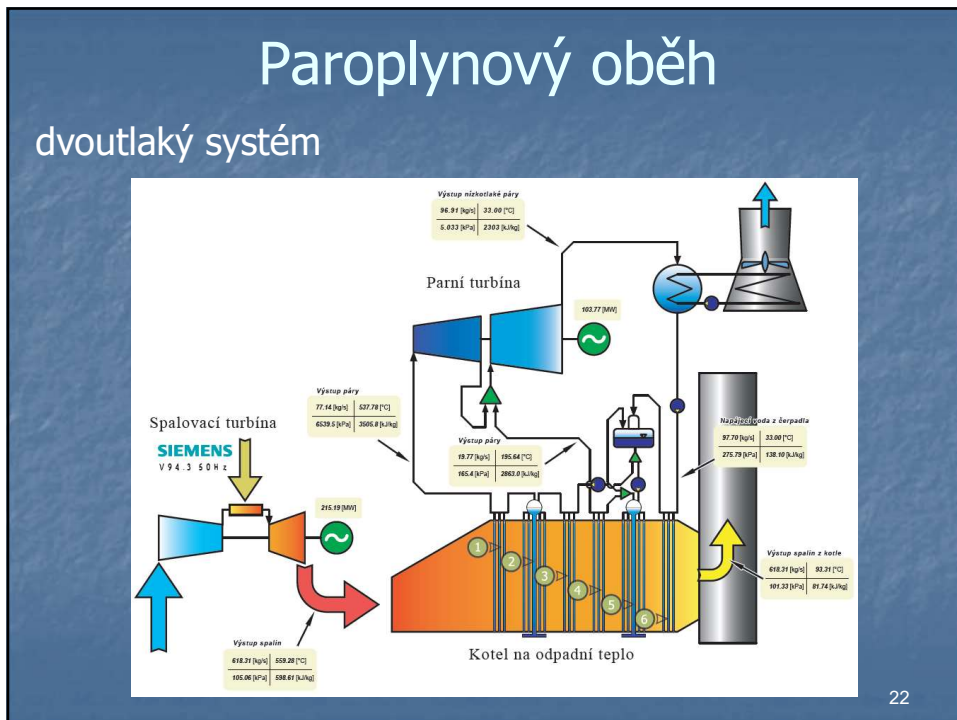 Paroplynový oběh
dvoutlaký systém
Výstup nízkotlaké páry
96.91 [kg/s] 33.00 [°C]
5.033 [kPa] 2303 [kJ/kg]
Parní turbína
103.77 [MW]
Výstup páry
77.14 [kg/s] 537.78 [°C]
6539.5 [kPa] 3505.8 [kJ/kg]
Spalovací turbína
SIEMENS
V94.3 50Hz
Výstup páry
19.77 [kg/s] 195.64 [°C]
165.4 [kPa] 2863.0 [kJ/kg]
Napájecí voda z čerpadla
97.70 [kg/s] 33.00 [°C]
275.79 [kPa] 138.10 [kJ/kg]
215.19 [MW]
1
2
3
4
5
6
Výstup spalin z kotle
618.31 [kg/s] 93.31 [°C]
101.33 [kPa] 81.74 [kJ/kg]
Výstup spalin
618.31 [kg/s] 559.28 [°C]
105.06 [kPa] 598.61 [kJ/kg]
Kotel na odpadní teplo
22